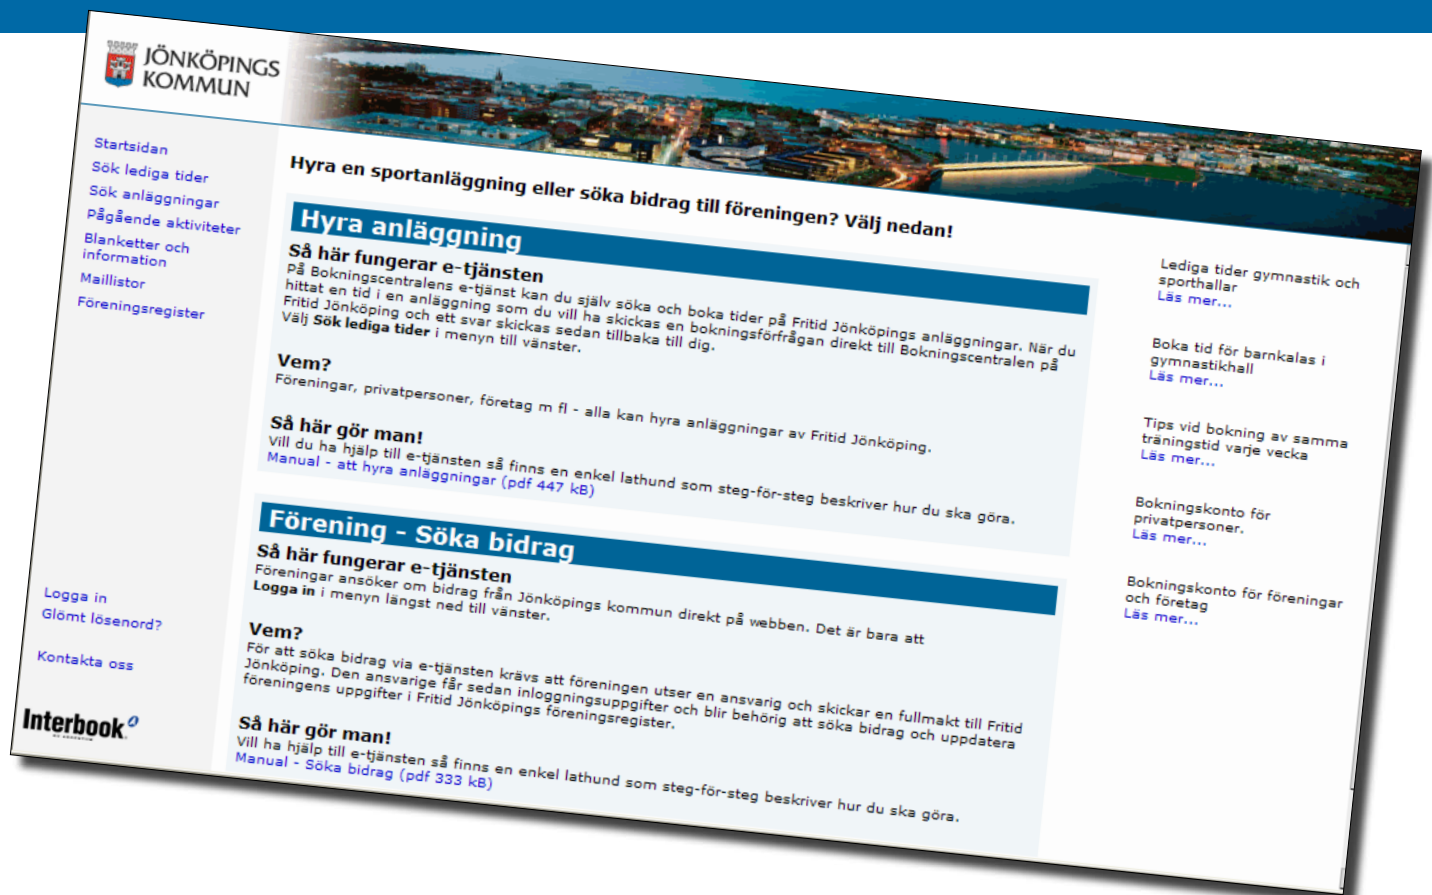 JÖNKÖPINGS
KOMMUN
Startsidan
Sök lediga tider
Sök anläggningar
Pågående aktiviteter
Blanketter och
information
Maillistor
Föreningsregister
Logga in
Glömt lösenord?
Kontakta oss
Interbook
Hyra en sportanläggning eller söka bidrag till föreningen? Välj nedan!
Hyra anläggning
Så här fungerar e-tjänsten
På Bokningscentralens e-tjänst kan du själv söka och boka tider på Fritid Jönköpings anläggningar. När du
hittat en tid i en anläggning som du vill ha skickas en bokningsförfrågan direkt till Bokningscentralen på
Fritid Jönköping och ett svar skickas sedan tillbaka till dig.
Välj Sök lediga tider i menyn till vänster.
Vem?
Föreningar, privatpersoner, företag m fl - alla kan hyra anläggningar av Fritid Jönköping.
Så här gör man!
Vill du ha hjälp till e-tjänsten så finns en enkel lathund som steg-för-steg beskriver hur du ska göra.
Manual - att hyra anläggningar (pdf 447 kB)
Förening - Söka bidrag
Så här fungerar e-tjänsten
Föreningar ansöker om bidrag från Jönköpings kommun direkt på webben. Det är bara att
Logga in i menyn längst ned till vänster.
Vem?
För att söka bidrag via e-tjänsten krävs att föreningen utser en ansvarig och skickar en fullmakt till Fritid
Jönköping. Den ansvarige får sedan inloggningsuppgifter och blir behörig att söka bidrag och uppdatera
föreningens uppgifter i Fritid Jönköpings föreningsregister.
Så här gör man!
Vill ha hjälp till e-tjänsten så finns en enkel lathund som steg-för-steg beskriver hur du ska göra.
Manual - Söka bidrag (pdf 333 kB)
Lediga tider gymnastik och
sporthallar
Läs mer...
Boka tid för barnkalas i
gymnastikhall
Läs mer...
Tips vid bokning av samma
träningstid varje vecka
Läs mer...
Bokningskonto för
privatpersoner.
Läs mer...
Bokningskonto för föreningar
och företag
Läs mer...